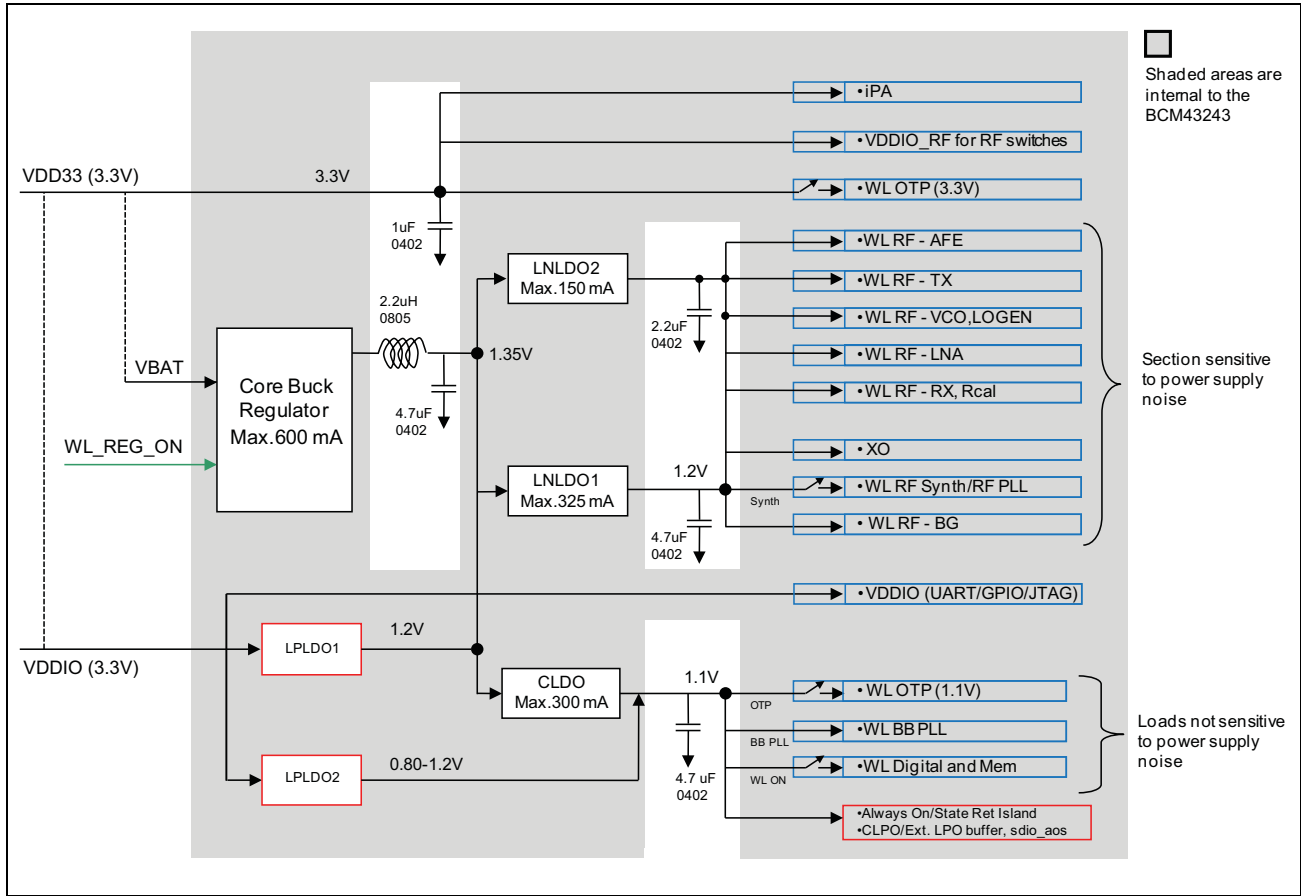 •iPA
Shaded areas are
internal to the
BCM43243
•VDDIO_RF for RF switches
VDD33 (3.3V)
3.3V
•WL OTP (3.3V)
1uF
0402
•WL RF - AFE
LNLDO2
Max.150 mA
•WL RF - TX
2.2uH
0805
2.2uF
0402
•WL RF - VCO,LOGEN
1.35V
•WL RF - LNA
Section sensitive
to power supply
noise
VBAT
Core Buck
Regulator
Max.600 mA
4.7uF
0402
•WL RF - RX, Rcal
WL_REG_ON
•XO
LNLDO1
Max.325 mA
1.2V
Synth
•WL RF Synth/RF PLL
4.7uF
0402
• WL RF - BG
•VDDIO (UART/GPIO/JTAG)
LPLDO1
1.2V
VDDIO (3.3V)
CLDO
Max.300 mA
1.1V
OTP
•WL OTP (1.1V)
BB PLL
•WL BB PLL
Loads not sensitive
to power supply
noise
LPLDO2
0.80-1.2V
4.7 uF
0402
WL ON
•WL Digital and Mem
•Always On/State Ret Island
•CLPO/Ext. LPO buffer, sdio_aos